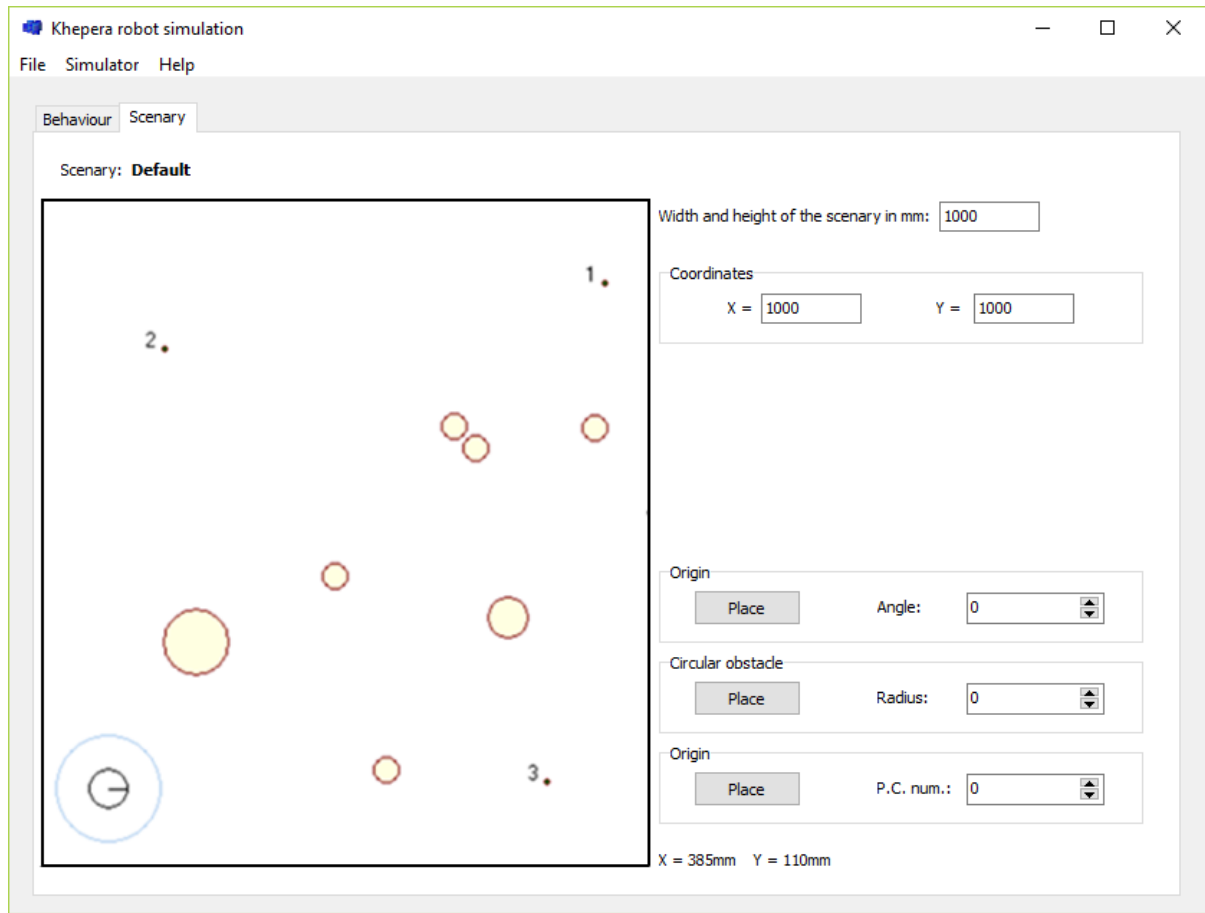 Khepera robot simulation
File Simulator Help
Behaviour Scenary
Scenary: Default
Width and height of the scenary in mm: 1000
Coordinates
X = 1000 Y = 1000
1
2
3
Origin
Place Angle: 0
Circular obstacle
Place Radius: 0
Origin
Place P.C. num.: 0
X = 385mm Y = 110mm